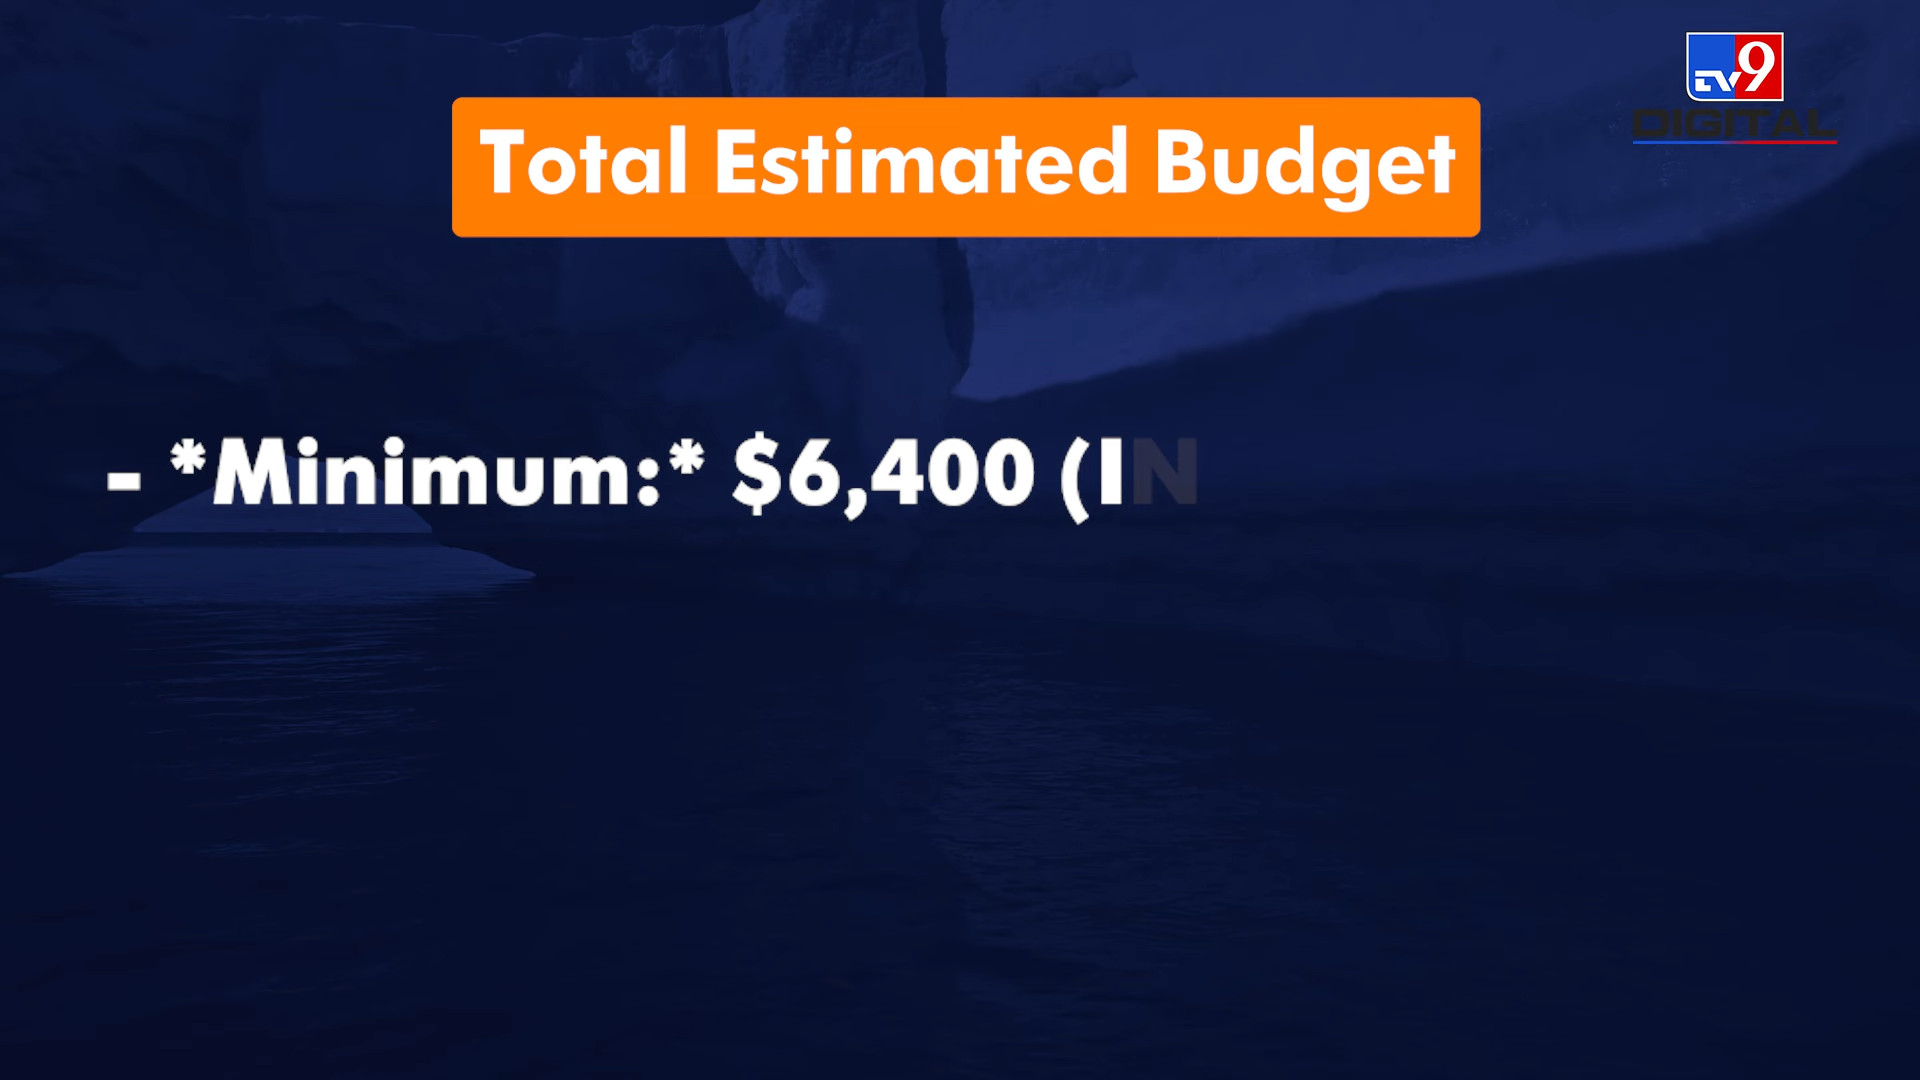 TV9
DIGITAL
Total Estimated Budget
- *Minimum:* $6,400 (IN